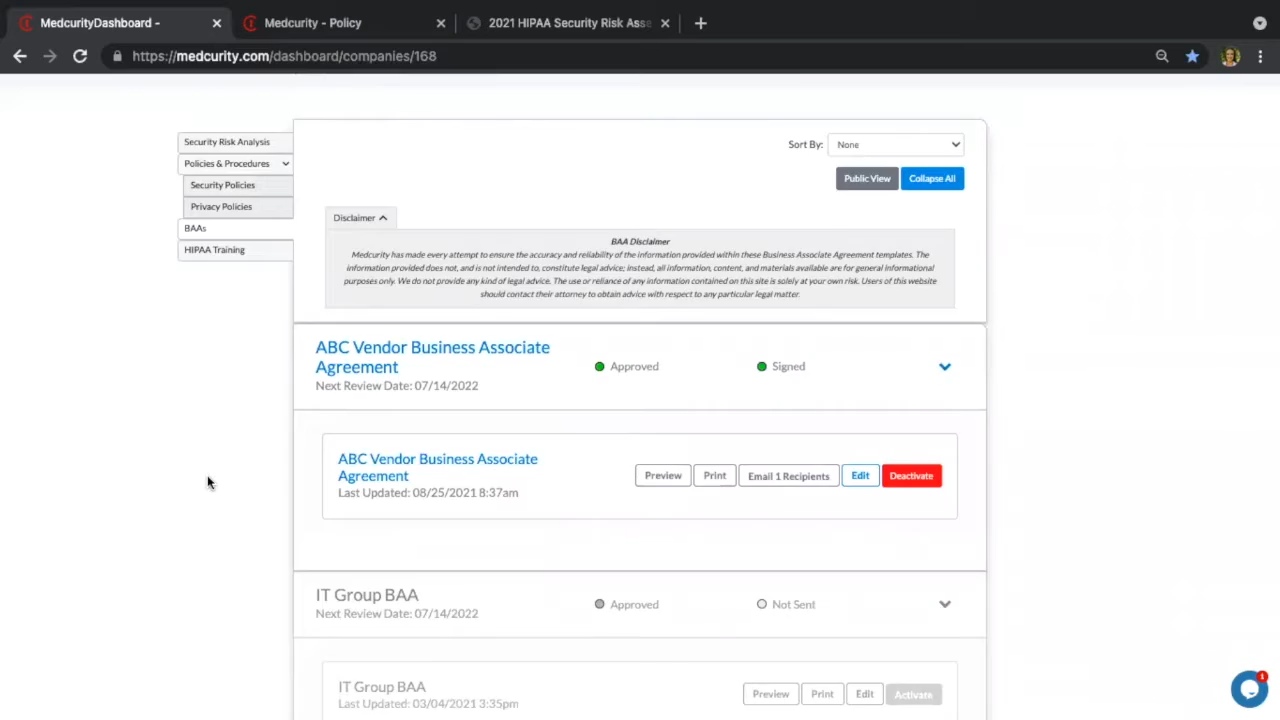 MedcurityDashboard -
Medcurity - Policy
2021 HIPAA Security Risk Asse
https://medcurity.com/dashboard/companies/168
Security Risk Analysis
Policies & Procedures
Security Policies
Privacy Policies
BAAs
HIPAA Training
Sort By: None
Public View Collapse All
Disclaimer
BAA Disclaimer
Medcurity has made every attempt to ensure the accuracy and reliability of the information provided within these Business Associate Agreement templates. The
information provided does not, and is not intended to, constitute legal advice; instead, all information, content, and materials available are for general informational
purposes only. We do not provide any kind of legal advice. The use or reliance of any information contained on this site is solely at your own risk. Users of this website
should contact their attorney to obtain advice with respect to any particular legal matter.
ABC Vendor Business Associate
Agreement
Next Review Date: 07/14/2022
Approved
Signed
ABC Vendor Business Associate
Agreement
Last Updated: 08/25/2021 8:37am
Preview Print Email 1 Recipients Edit Deactivate
IT Group BAA
Next Review Date: 07/14/2022
Approved
Not Sent
IT Group BAA
Last Updated: 03/04/2021 3:35pm
Preview Print Edit Activate
1